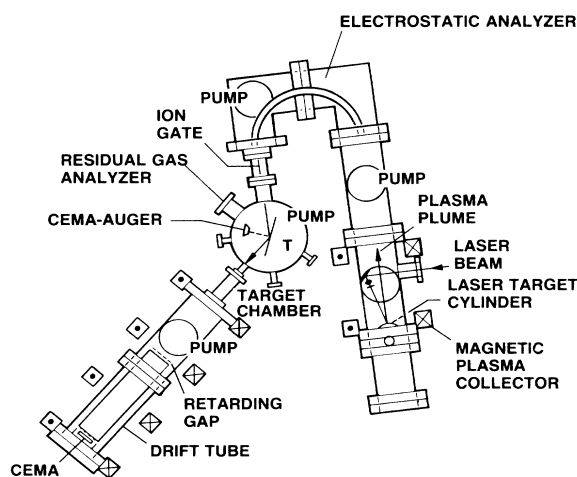 ELECTROSTATIC ANALYZER
PUMP
ION
GATE
RESIDUAL GAS
ANALYZER
PUMP
CEMA-AUGER
PUMP
T
PLASMA
PLUME
LASER
BEAM
TARGET
CHAMBER
LASER TARGET
CYLINDER
PUMP
MAGNETIC
PLASMA
COLLECTOR
RETARDING
GAP
DRIFT TUBE
CEMA